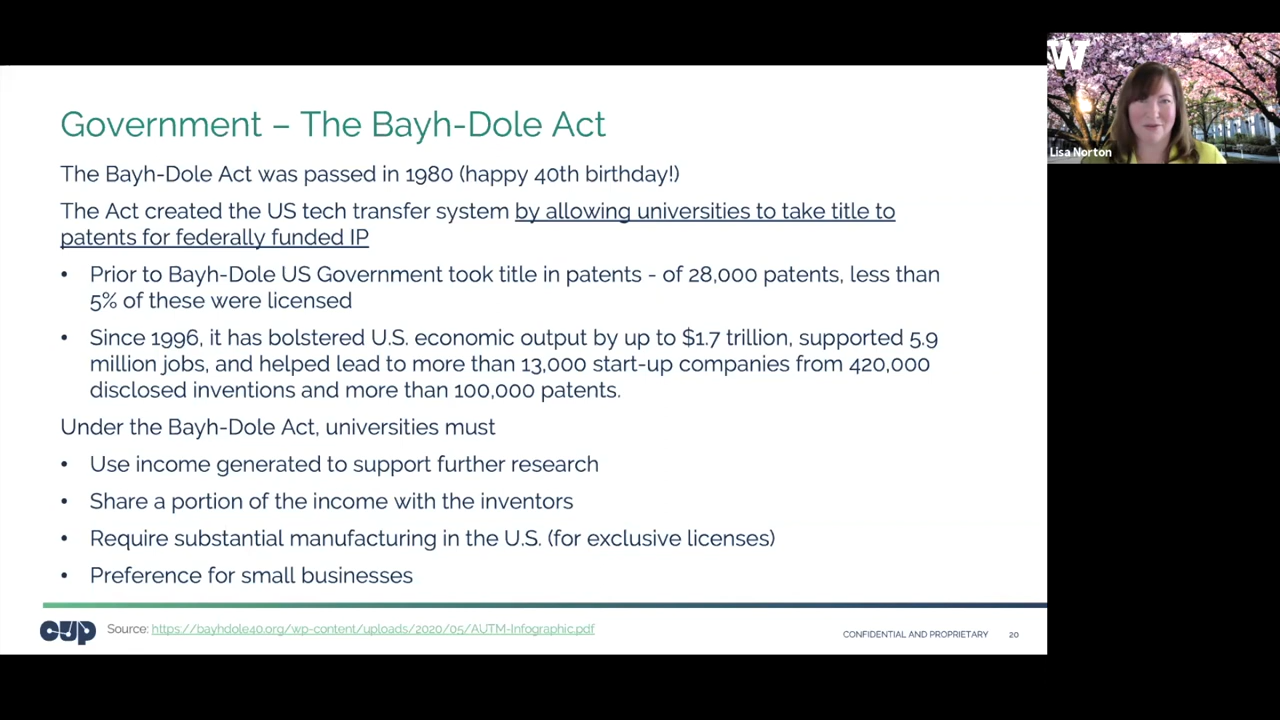 Government – The Bayh-Dole Act
The Bayh-Dole Act was passed in 1980 (happy 40th birthday!)
The Act created the US tech transfer system by allowing universities to take title to
patents for federally funded IP
• Prior to Bayh-Dole US Government took title in patents - of 28,000 patents, less than
5% of these were licensed
• Since 1996, it has bolstered U.S. economic output by up to $1.7 trillion, supported 5.9
million jobs, and helped lead to more than 13,000 start-up companies from 420,000
disclosed inventions and more than 100,000 patents.
Under the Bayh-Dole Act, universities must
• Use income generated to support further research
• Share a portion of the income with the inventors
• Require substantial manufacturing in the U.S. (for exclusive licenses)
• Preference for small businesses
CUP
Source: https://bayhdole40.org/wp-content/uploads/2020/05/AUTM-Infographic.pdf
CONFIDENTIAL AND PROPRIETARY 20
W
Lisa Norton